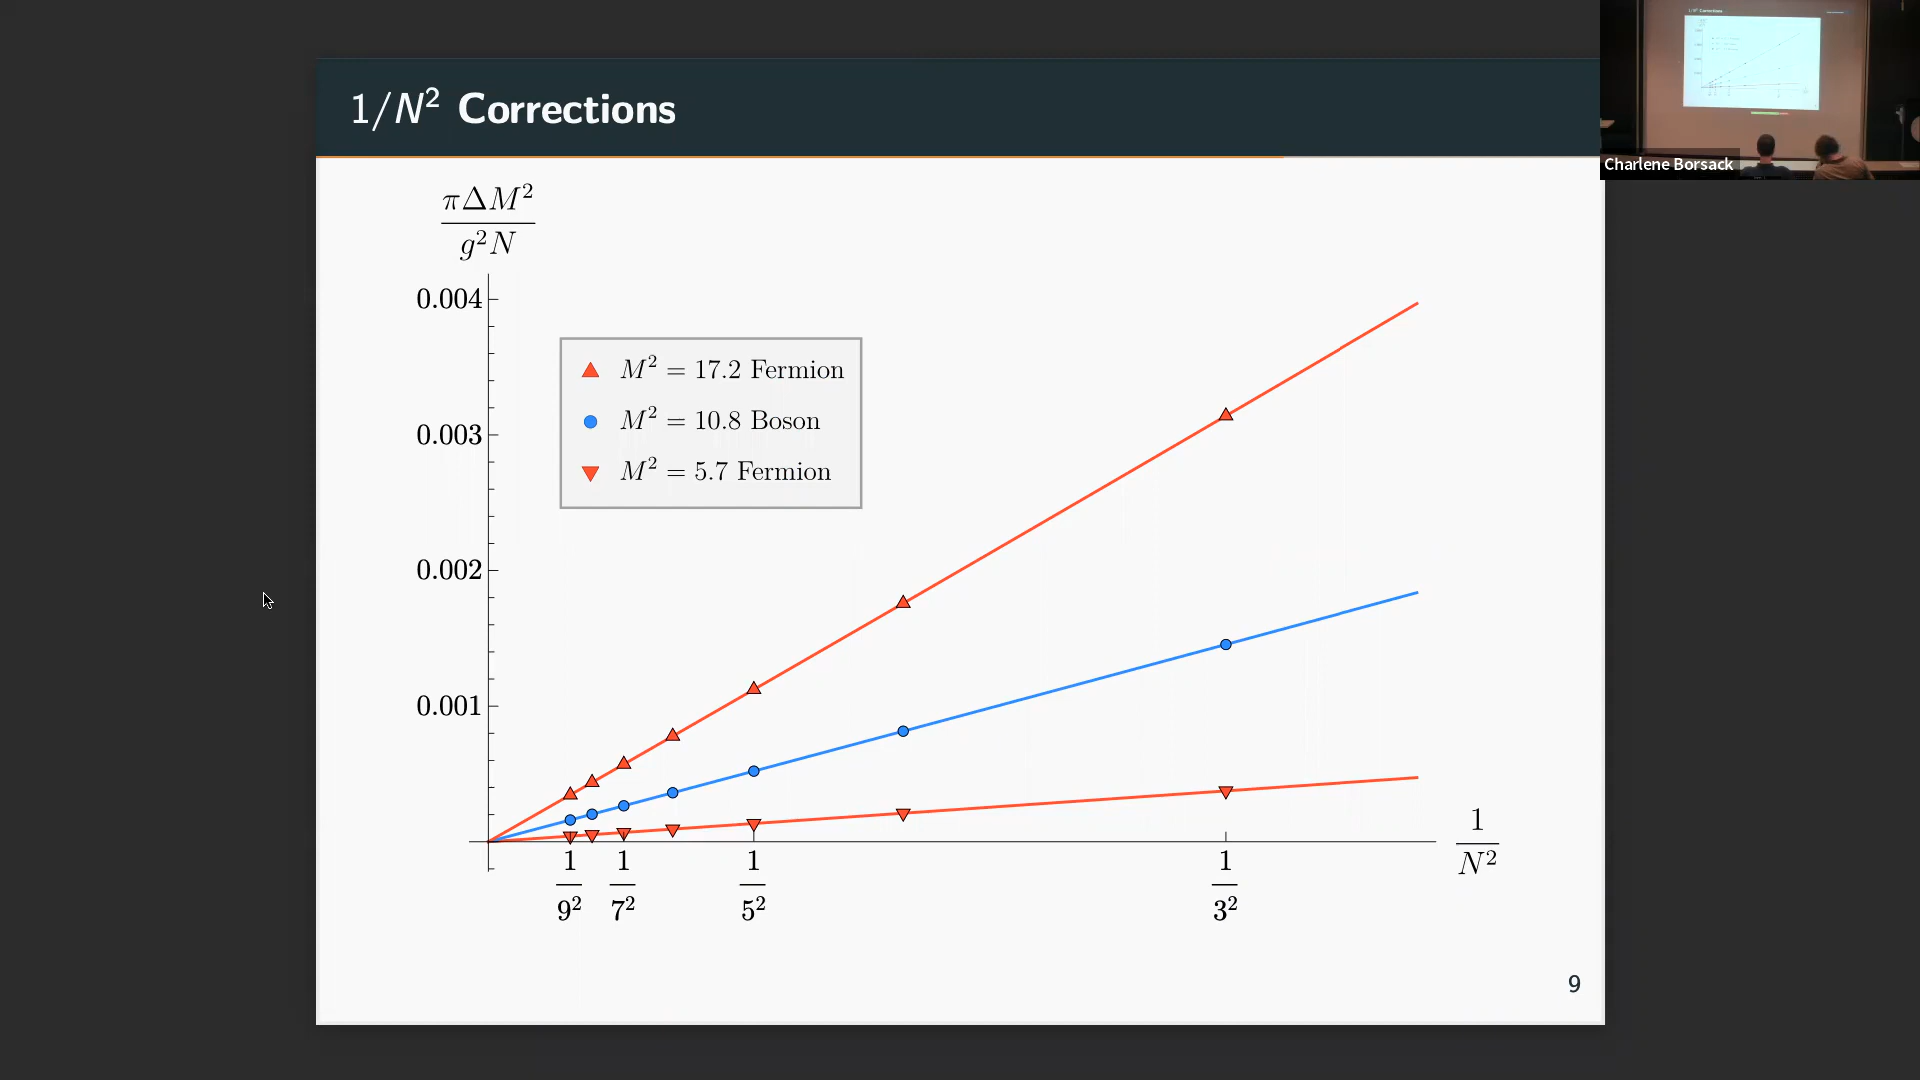 1/N² Corrections
Charlene Borsack
πΔM²
g²N
0.004
0.003
0.002
0.001
M² = 17.2 Fermion
M² = 10.8 Boson
M² = 5.7 Fermion
1/9² 1/7² 1/5² 1/3²
1/N²
9